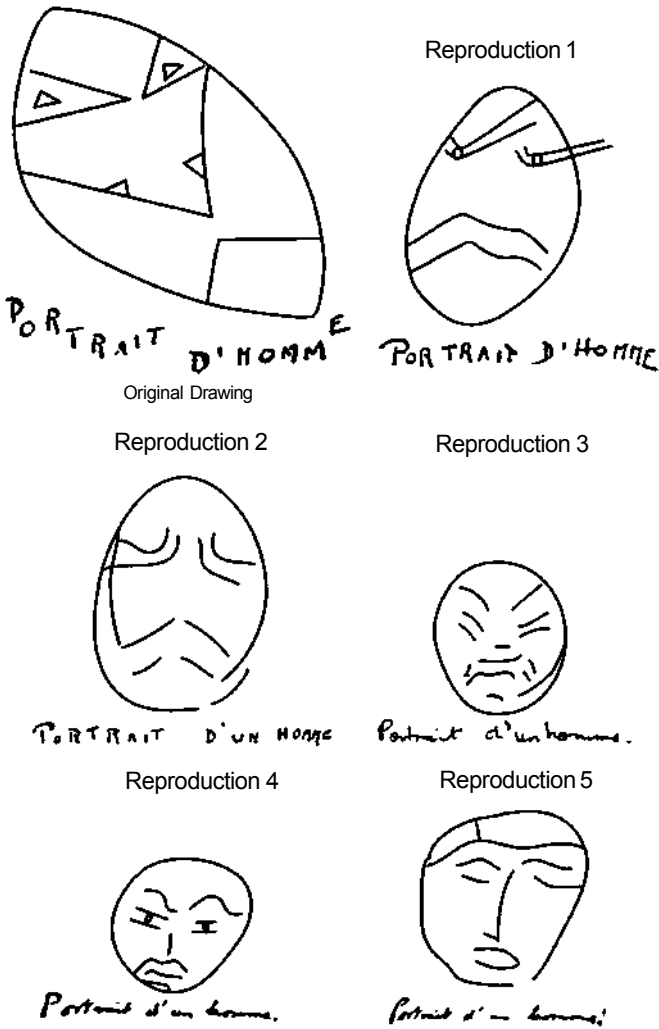 PORTRAIT D'HOMME
Original Drawing
Reproduction 1
PORTRAIT D'HOMME
Reproduction 2
PORTRAIT D'UN HOMME
Reproduction 3
Portrait d'un homme.
Reproduction 4
Portrait d'un homme.
Reproduction 5
Portrait d'un homme.